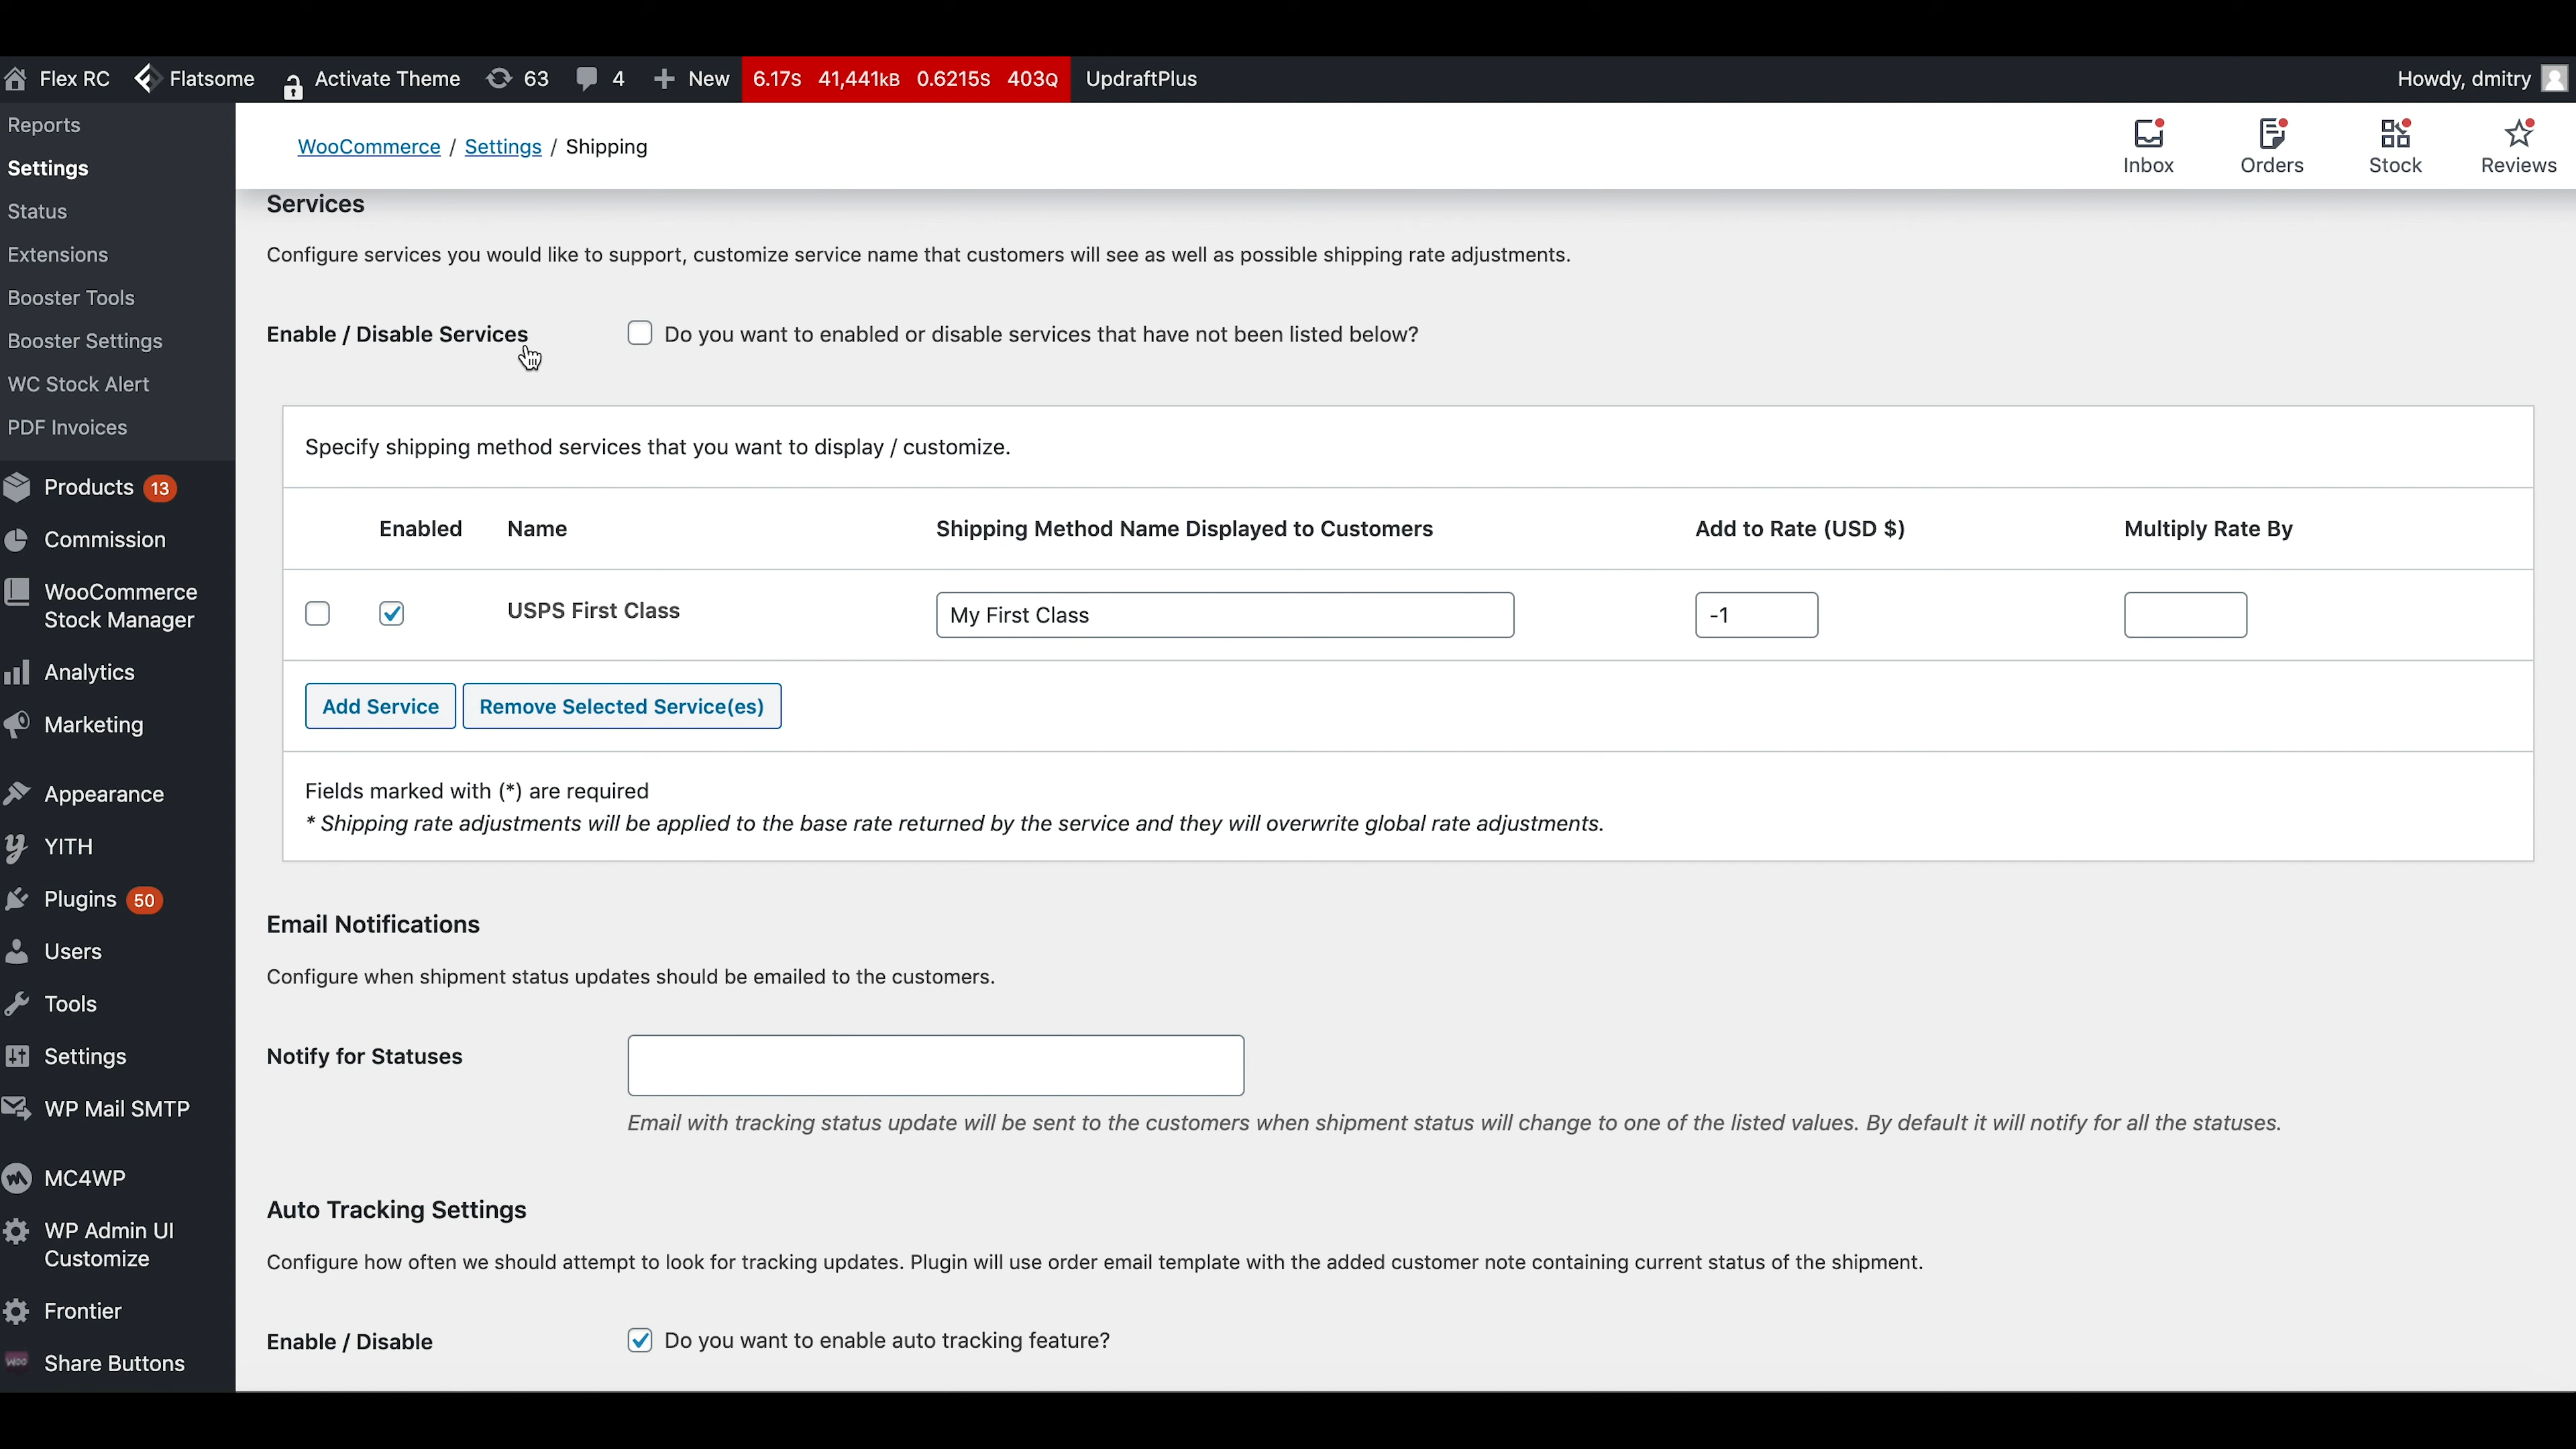 Flex RC Flatsome Activate Theme 63 4 New 6.17s 41,441kB 0.6215s 403Q UpdraftPlus Howdy, dmitry
Reports
Settings
Status
Extensions
Booster Tools
Booster Settings
WC Stock Alert
PDF Invoices
Products 13
Commission
WooCommerce
Stock Manager
Analytics
Marketing
Appearance
YITH
Plugins 50
Users
Tools
Settings
WP Mail SMTP
MC4WP
WP Admin UI
Customize
Frontier
Woo Share Buttons
WooCommerce / Settings / Shipping
Inbox Orders Stock Reviews
Services
Configure services you would like to support, customize service name that customers will see as well as possible shipping rate adjustments.
Enable / Disable Services Do you want to enabled or disable services that have not been listed below?
Specify shipping method services that you want to display / customize.
Enabled Name Shipping Method Name Displayed to Customers Add to Rate (USD $) Multiply Rate By
USPS First Class My First Class -1
Add Service Remove Selected Service(es)
Fields marked with (*) are required
* Shipping rate adjustments will be applied to the base rate returned by the service and they will overwrite global rate adjustments.
Email Notifications
Configure when shipment status updates should be emailed to the customers.
Notify for Statuses
Email with tracking status update will be sent to the customers when shipment status will change to one of the listed values. By default it will notify for all the statuses.
Auto Tracking Settings
Configure how often we should attempt to look for tracking updates. Plugin will use order email template with the added customer note containing current status of the shipment.
Enable / Disable Do you want to enable auto tracking feature?